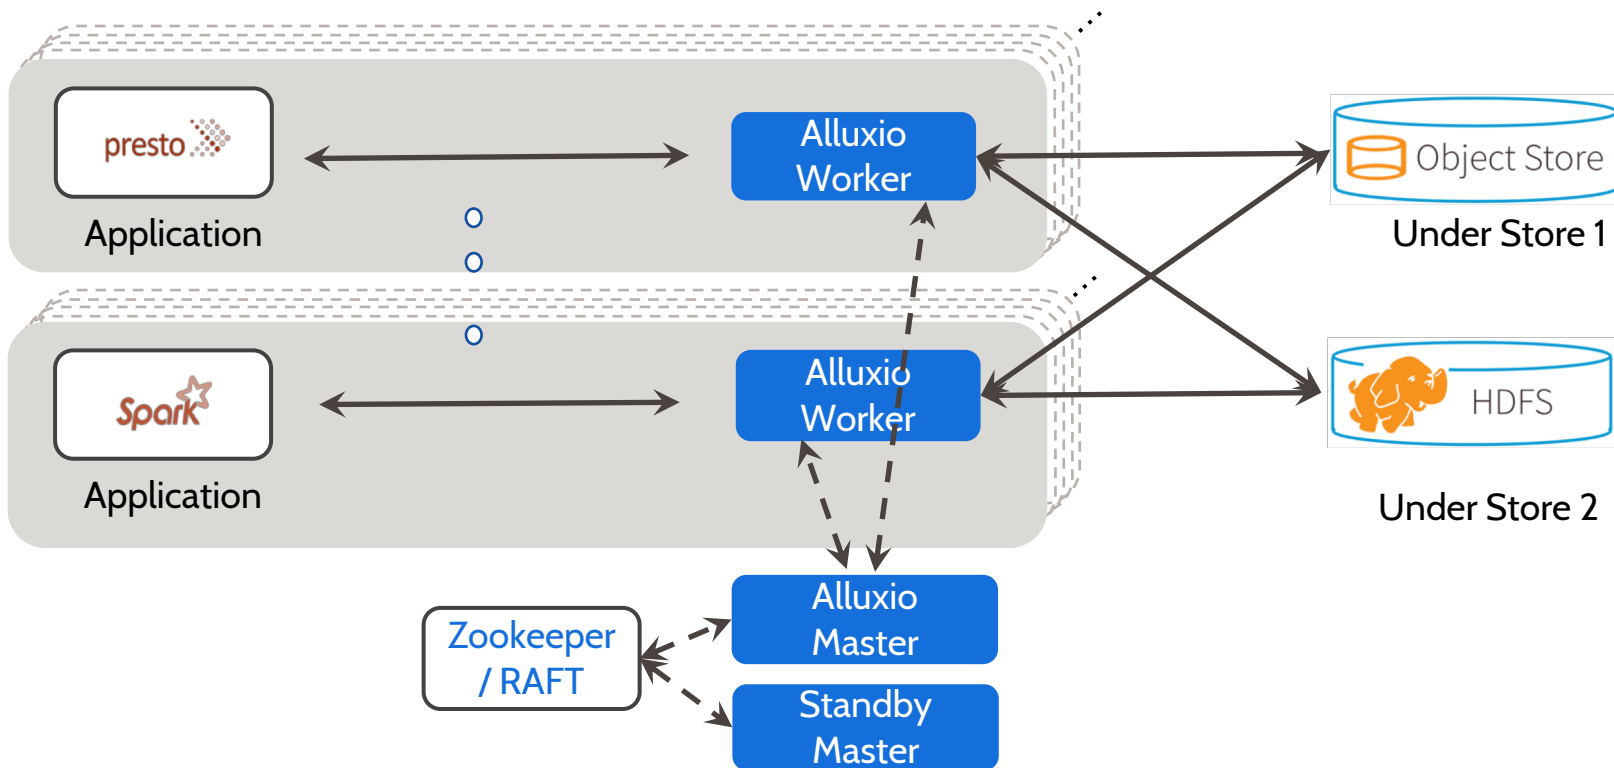 presto
Application
Alluxio
Worker
Object Store
Under Store 1
Spark
Application
Alluxio
Worker
HDFS
Under Store 2
Zookeeper
/ RAFT
Alluxio
Master
Standby
Master